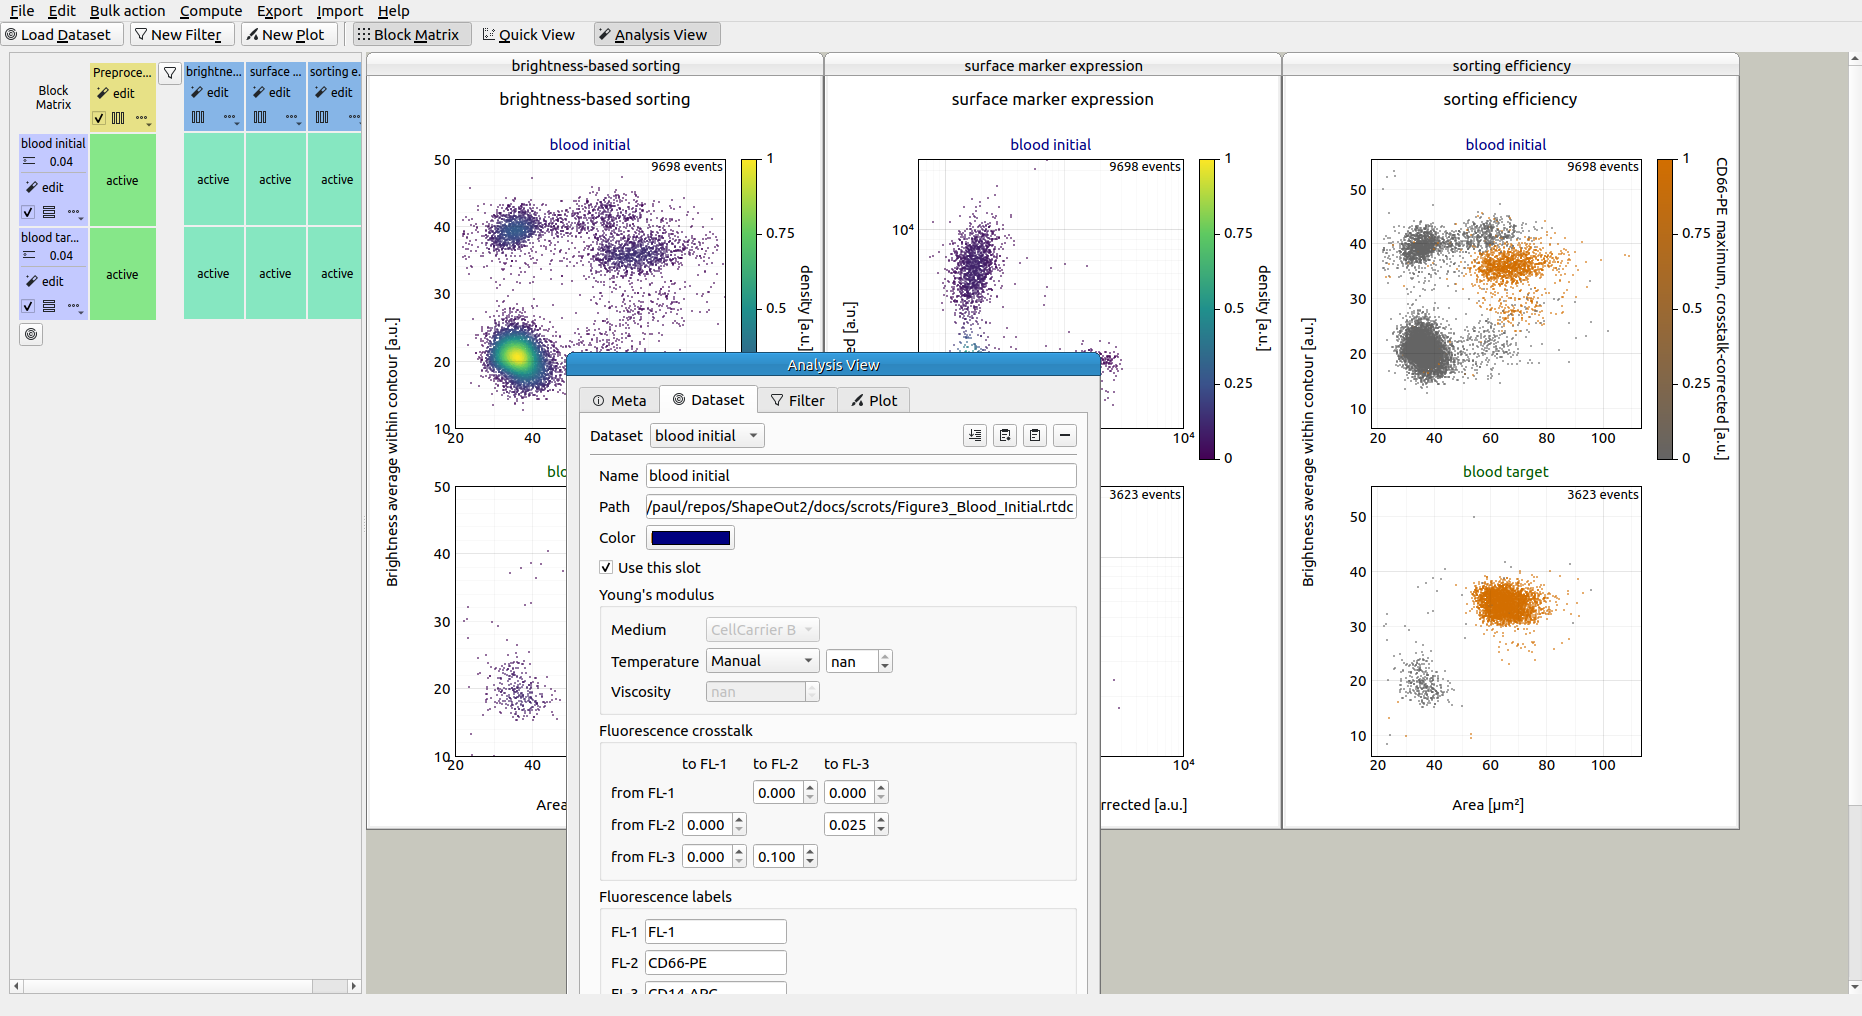 File Edit Bulk action Compute Export Import Help
Load Dataset New Filter New Plot Block Matrix Quick View Analysis View
Block Matrix
Preproce...
edit
brightne...
edit
surface ...
edit
sorting e.
edit
blood initial
0.04
edit
active active active active
blood tar...
0.04
edit
active active active active
brightness-based sorting
brightness-based sorting
blood initial
9698 events
50
40
30
20
10
20 40
1
0.75
0.5
density [a.u.]
Brightness average within contour [a.u.]
50
40
30
20
10
20 40
surface marker expression
surface marker expression
blood initial
9698 events
10⁴
10⁴
1
0.75
0.5
0.25
0
density [a.u.]
3623 events
10⁴
sorting efficiency
sorting efficiency
blood initial
9698 events
50
40
30
20
10
20 40 60 80 100
1
0.75
0.5
0.25
0
CD66-PE maximum, crosstalk-corrected [a.u.]
Brightness average within contour [a.u.]
blood target
3623 events
50
40
30
20
10
20 40 60 80 100
Area [µm²]
Analysis View
Meta Dataset Filter Plot
Dataset blood initial
Name blood initial
Path /paul/repos/ShapeOut2/docs/scrots/Figure3_Blood_Initial.rtdc
Color
Use this slot
Young's modulus
Medium CellCarrier B
Temperature Manual nan
Viscosity nan
Fluorescence crosstalk
to FL-1 to FL-2 to FL-3
from FL-1 0.000 0.000
from FL-2 0.000 0.025
from FL-3 0.000 0.100
Fluorescence labels
FL-1 FL-1
FL-2 CD66-PE
FL-3 CD14-APC